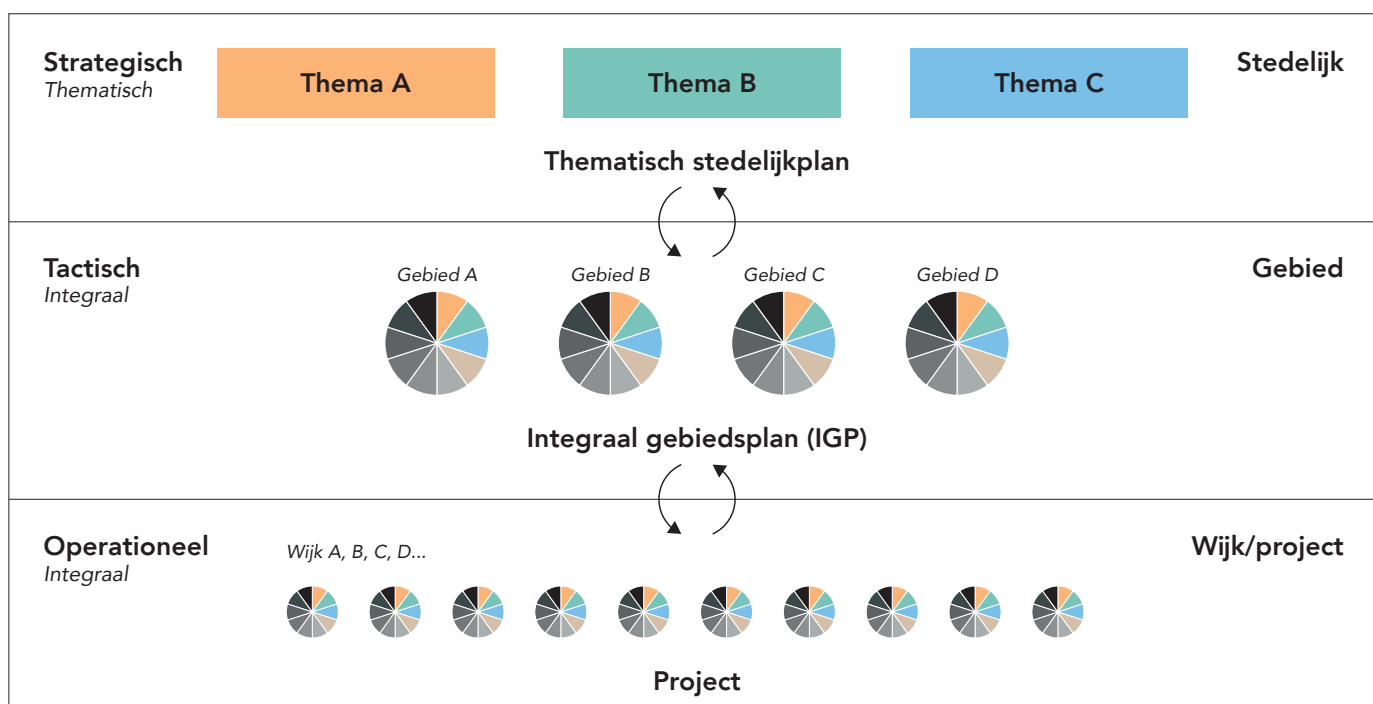 Strategisch
Thematisch
Thema A
Thema B
Thema C
Stedelijk
Thematisch stedelijkplan
Tactisch
Integraal
Gebied A
Gebied B
Gebied C
Gebied D
Gebied
Integraal gebiedsplan (IGP)
Operationeel
Integraal
Wijk A, B, C, D...
Wijk/project
Project